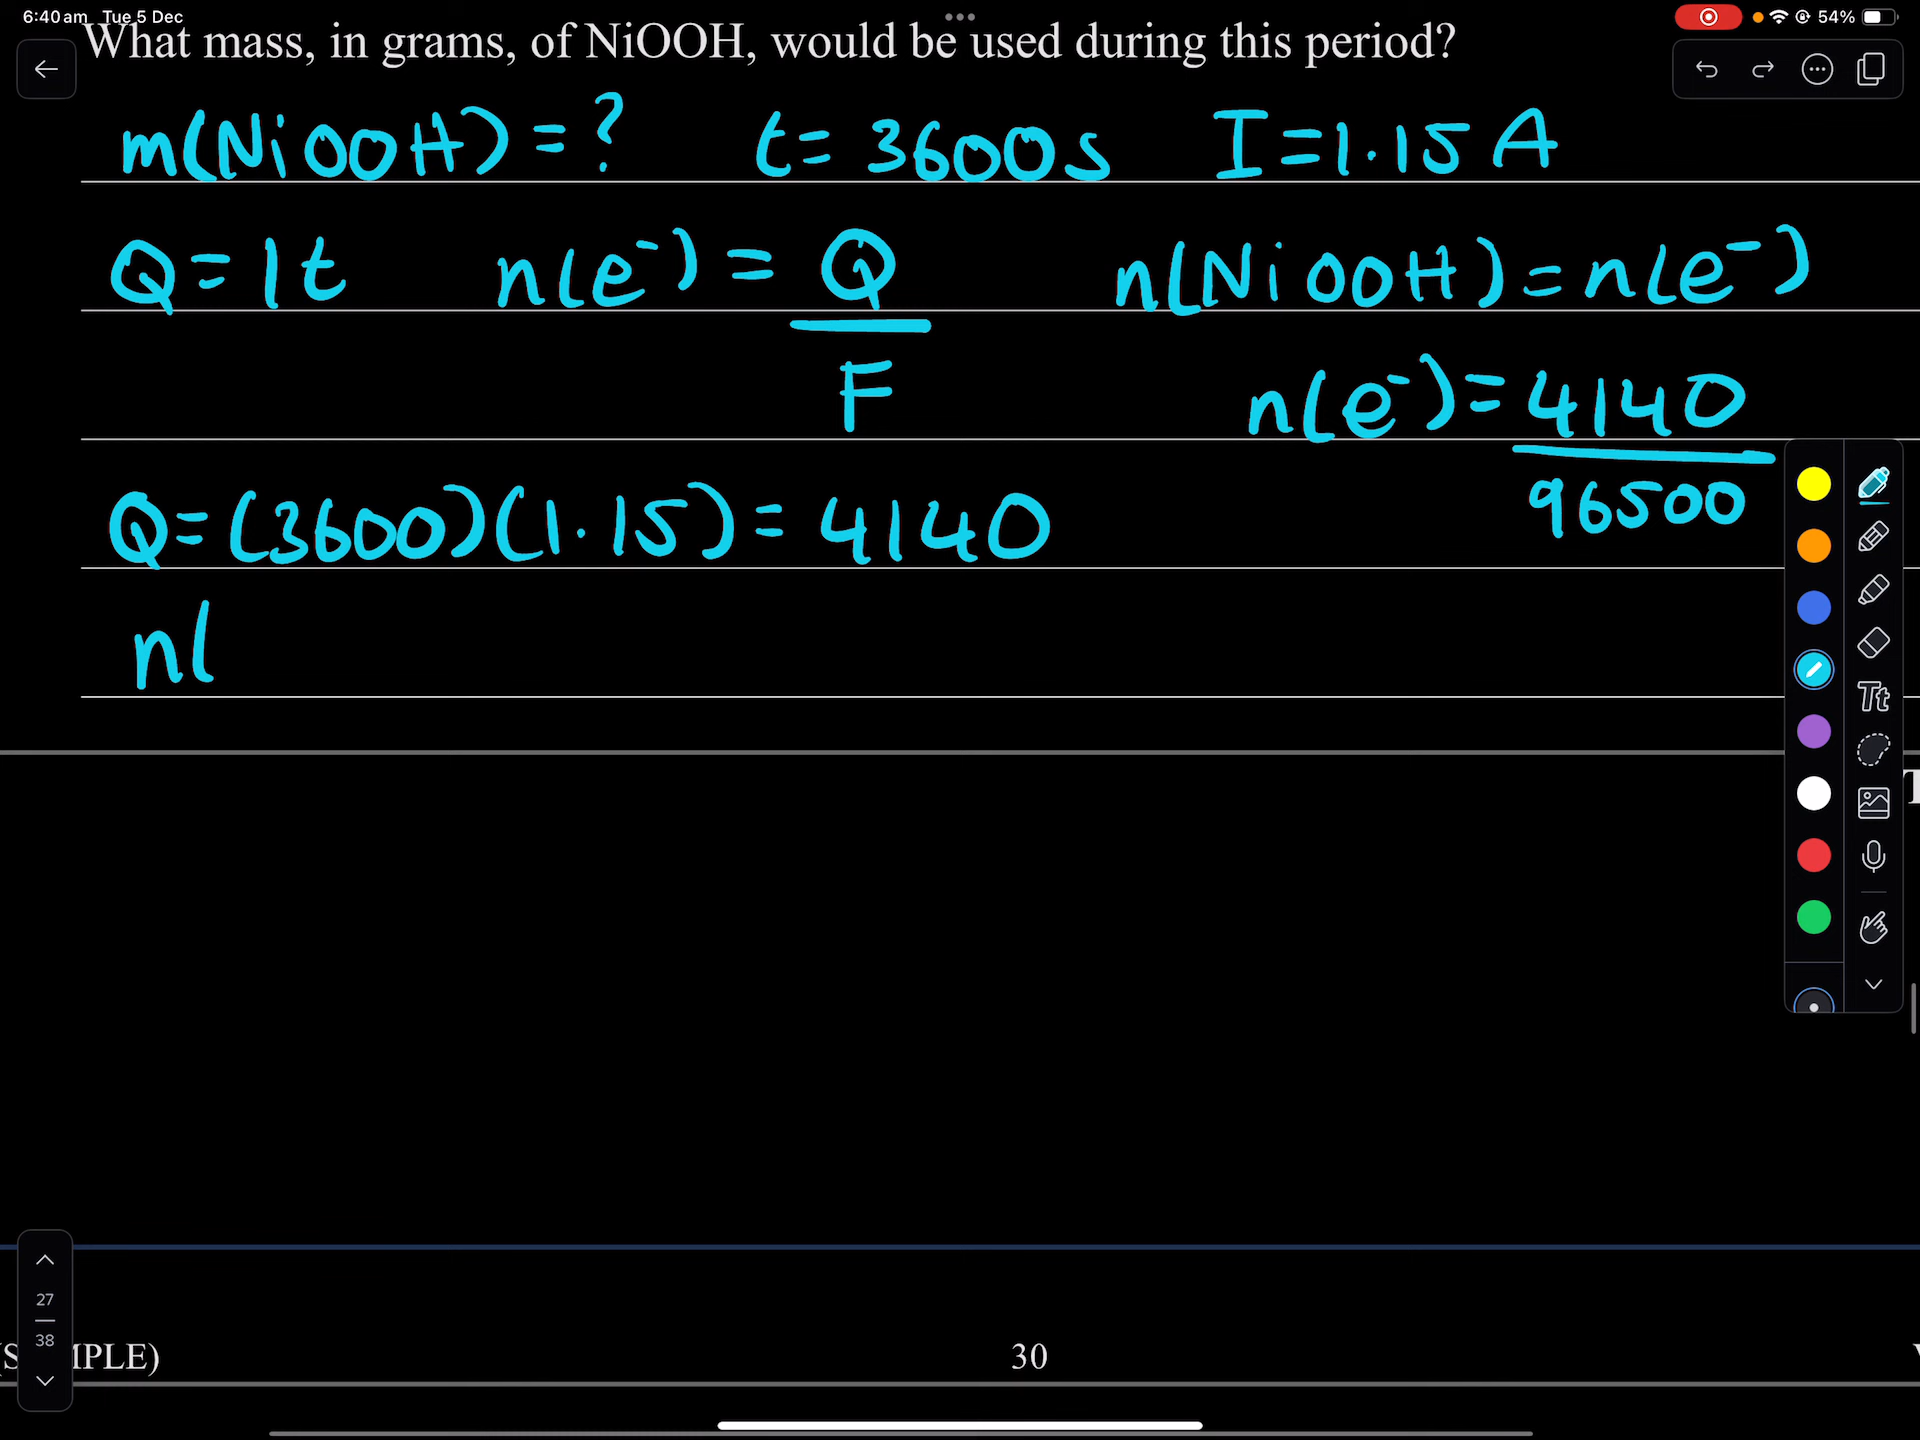 6:40 am Tue 5 Dec
54%
What mass, in grams, of NiOOH, would be used during this period?
m(NiOOH) = ? t = 3600s I = 1.15 A
Q = It n(e⁻) = Q/F n(NiOOH) = n(e⁻)
n(e⁻) = 4140/96500
Q = (3600)(1.15) = 4140
n(
Tt
27
38
30